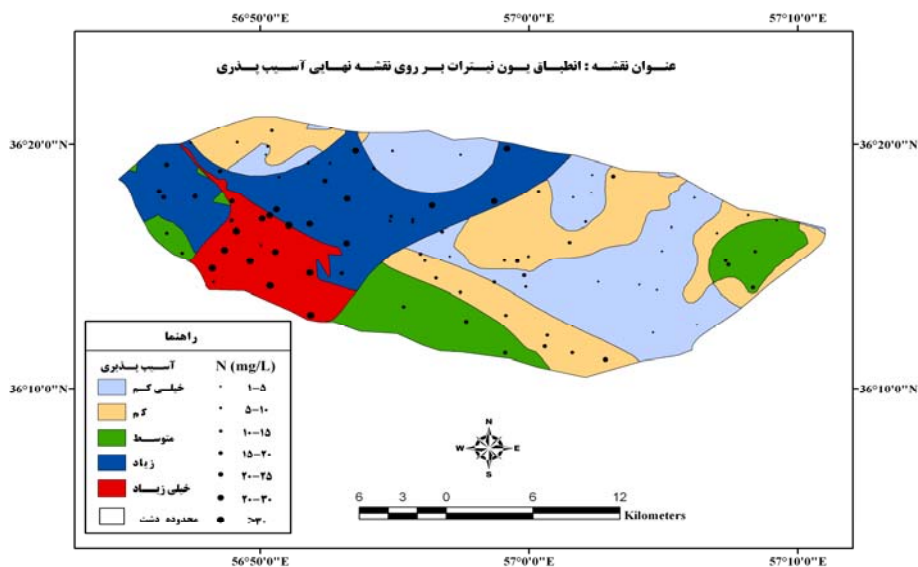 56°50'0"E 57°0'0"E 57°10'0"E
عنوان نقشه : انطباق یون نیترات بر روی نقشه نهایی آسیب پذری
36°20'0"N 36°20'0"N
راهنما
آسیب پذیری N (mg/L)
خیلی کم ۱–۵
کم ۵–۱۰
متوسط ۱۰–۱۵
۱۵–۲۰
زیاد ۲۰–۲۵
خیلی زیاد ۲۰–۳۰
محدوده دشت >۳۰
36°10'0"N 36°10'0"N
N
W E
S
6 3 0 6 12
Kilometers
56°50'0"E 57°0'0"E 57°10'0"E